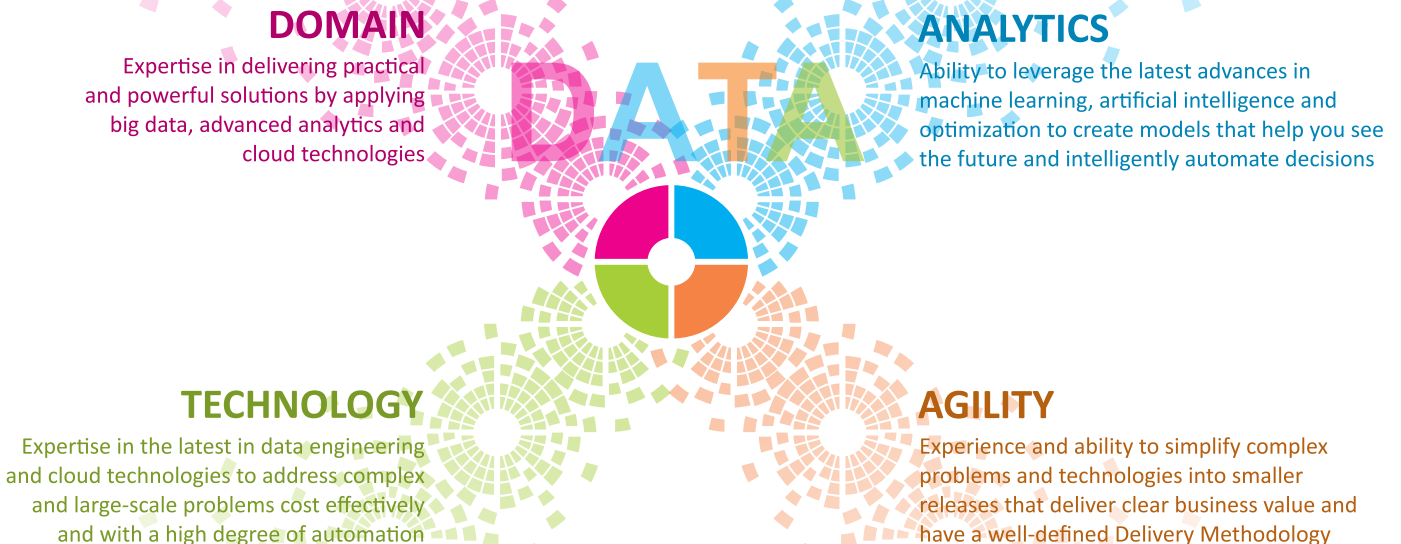 DOMAIN
Expertise in delivering practical
and powerful solutions by applying
big data, advanced analytics and
cloud technologies
DATA
ANALYTICS
Ability to leverage the latest advances in
machine learning, artificial intelligence and
optimization to create models that help you see
the future and intelligently automate decisions
TECHNOLOGY
Expertise in the latest in data engineering
and cloud technologies to address complex
and large-scale problems cost effectively
and with a high degree of automation
AGILITY
Experience and ability to simplify complex
problems and technologies into smaller
releases that deliver clear business value and
have a well-defined Delivery Methodology